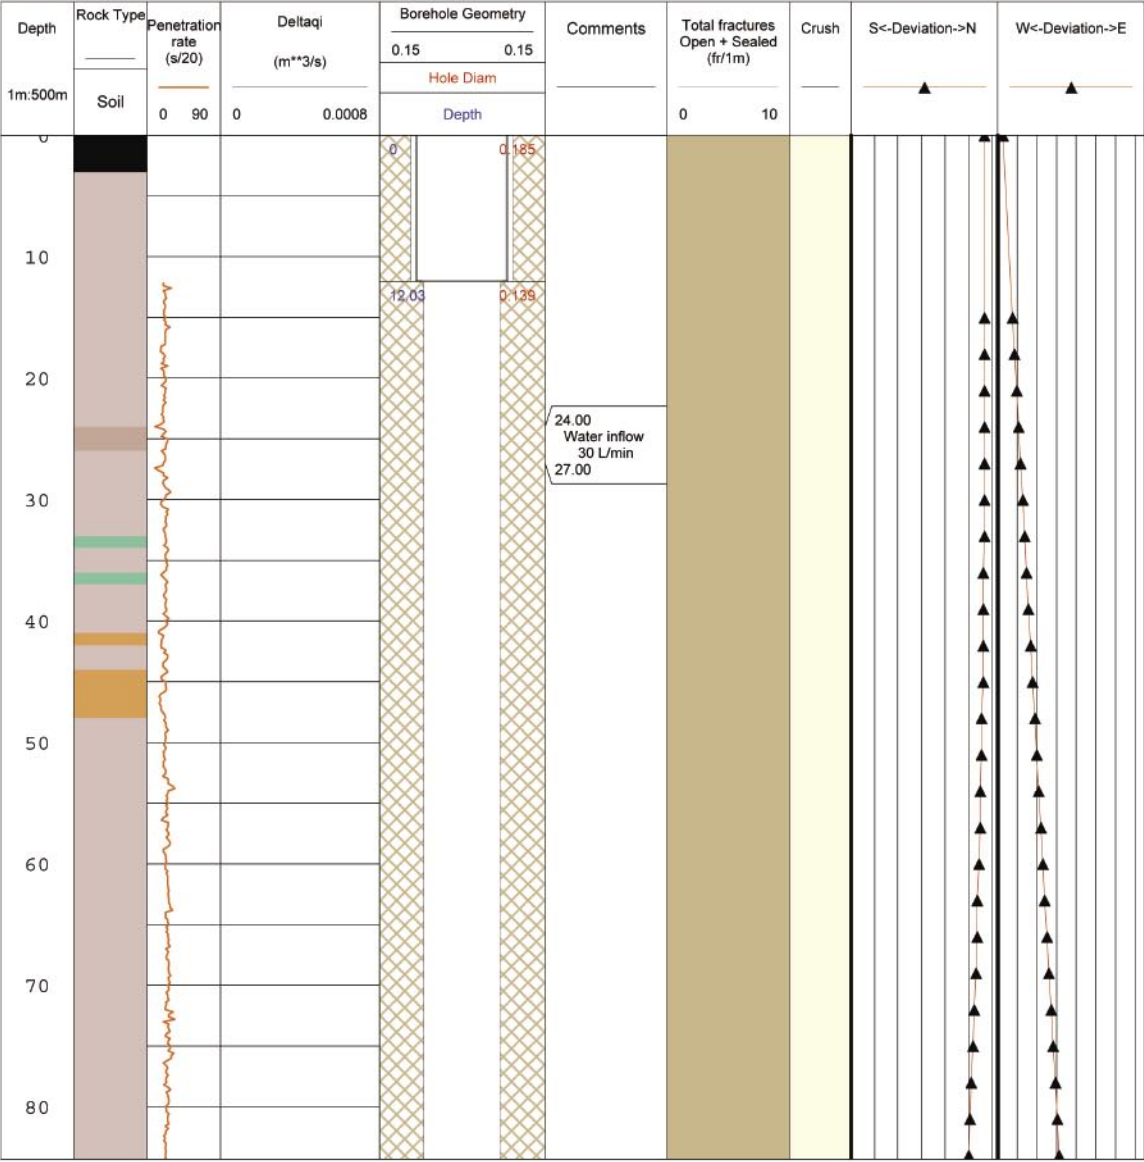 Depth
1m:500m
Rock Type
Soil
Penetration
rate
(s/20)
0 90
Deltaqi
(m**3/s)
0 0.0008
Borehole Geometry
0.15 0.15
Hole Diam
Depth
Comments
Total fractures
Open + Sealed
(fr/1m)
0 10
Crush
S<-Deviation->N
W<-Deviation->E
0
0 0.185
10
12.03 0.139
20
24.00
Water inflow
30 L/min
27.00
30
40
50
60
70
80